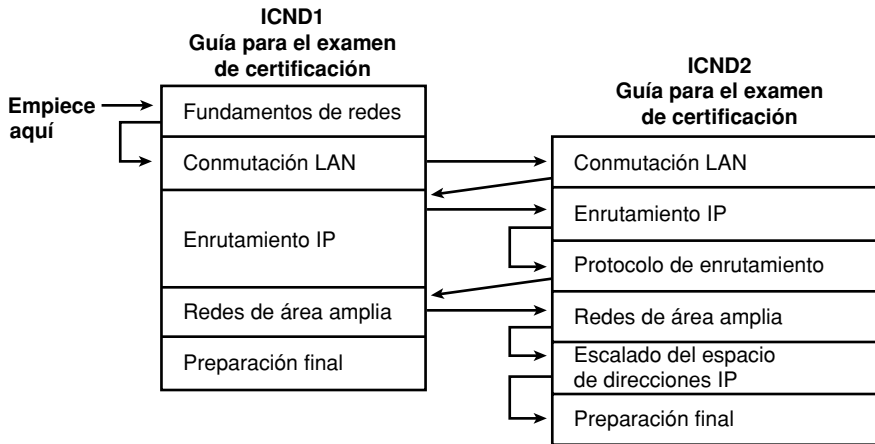 ICND1
Guía para el examen
de certificación
Empiece
aquí
Fundamentos de redes
Conmutación LAN
Enrutamiento IP
Redes de área amplia
Preparación final
ICND2
Guía para el examen
de certificación
Conmutación LAN
Enrutamiento IP
Protocolo de enrutamiento
Redes de área amplia
Escalado del espacio
de direcciones IP
Preparación final